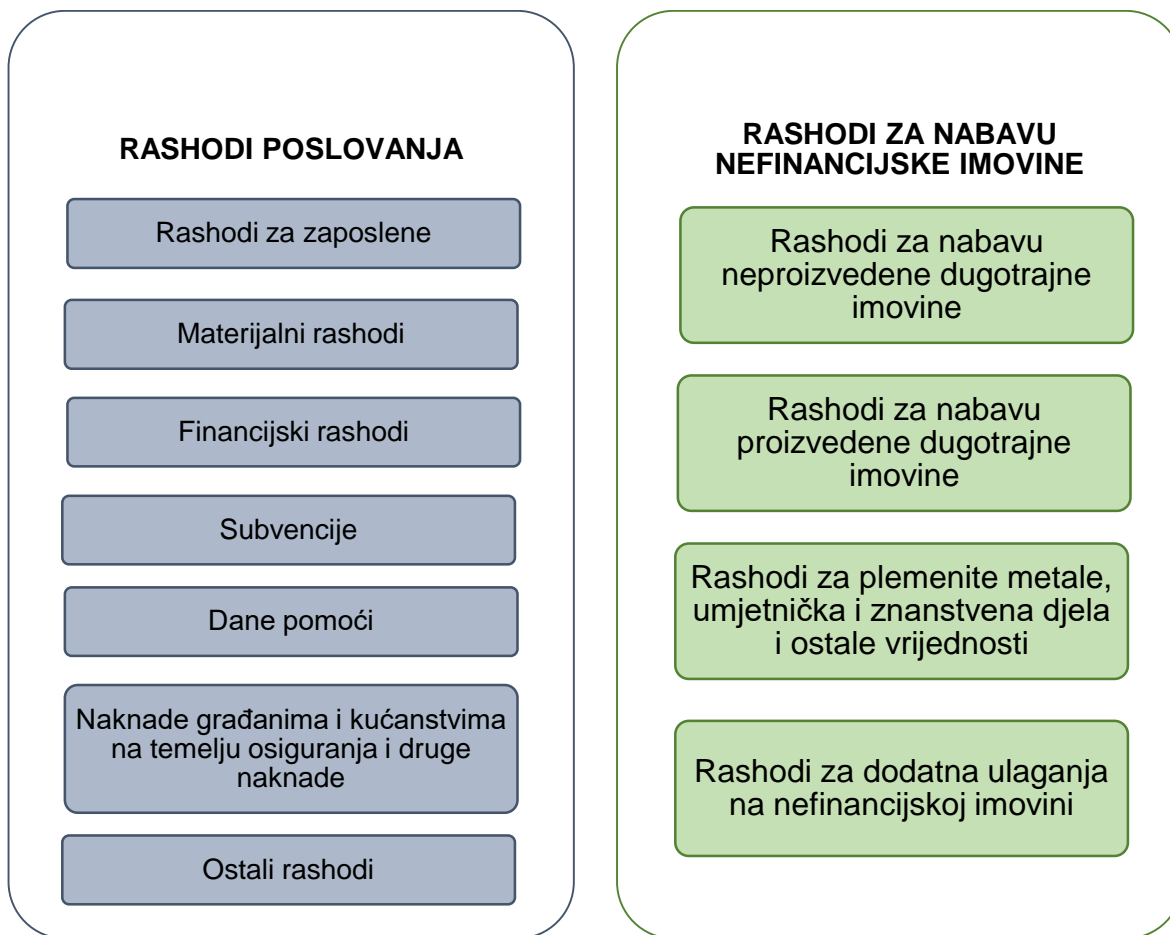 RASHODI POSLOVANJA
Rashodi za zaposlene
Materijalni rashodi
Financijski rashodi
Subvencije
Dane pomoći
Naknade građanima i kućanstvima
na temelju osiguranja i druge
naknade
Ostali rashodi
RASHODI ZA NABAVU
NEFINANCIJSKE IMOVINE
Rashodi za nabavu
neproizvedene dugotrajne
imovine
Rashodi za nabavu
proizvedene dugotrajne
imovine
Rashodi za plemenite metale,
umjetnička i znanstvena djela
i ostale vrijednosti
Rashodi za dodatna ulaganja
na nefinancijskoj imovini